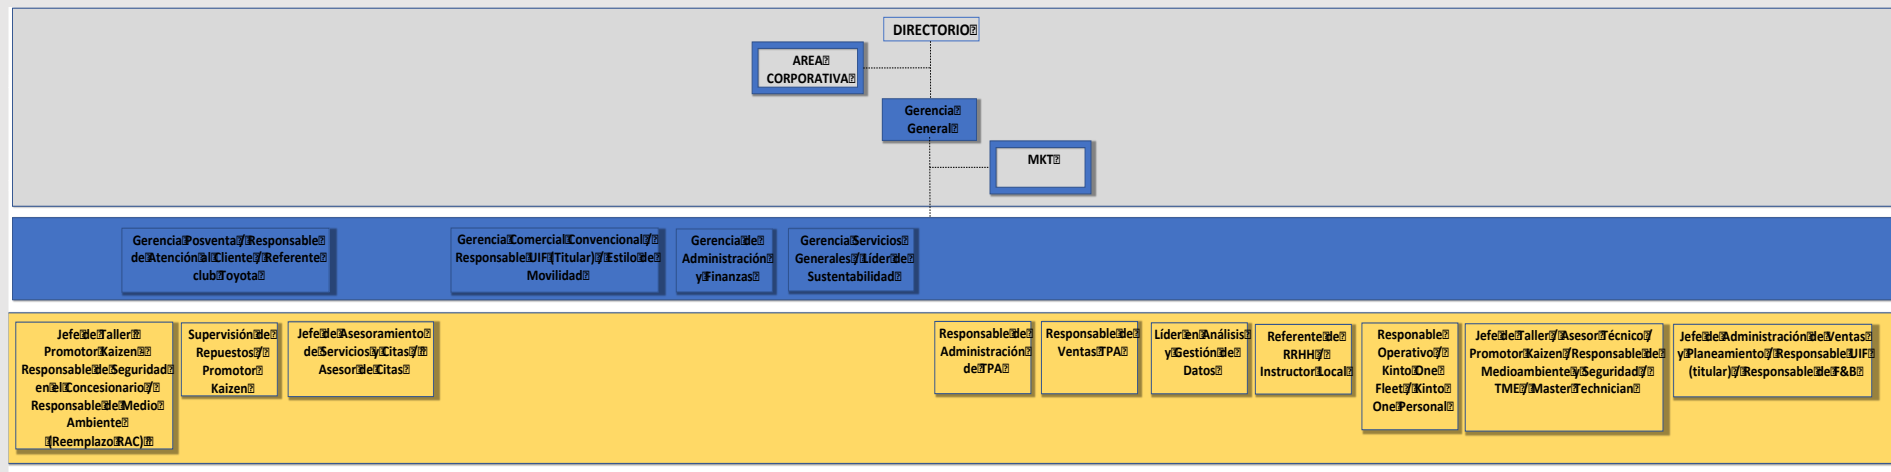 DIRECTORIO
AREA
CORPORATIVA
Gerencia
General
MKT
Gerencia Posventa / Responsable
de Atención al Cliente / Referente
club Toyota
Gerencia Comercial Convencional /
Responsable UIF (Titular) / Estilo de
Movilidad
Gerencia de
Administración
y Finanzas
Gerencia Servicios
Generales / Líder de
Sustentabilidad
Jefe de Taller
Promotor Kaizen
Responsable de Seguridad
en el Concesionario /
Responsable de Medio
Ambiente
(Reemplazo RAC)
Supervisión de
Repuestos /
Promotor
Kaizen
Jefe de Asesoramiento
de Servicios y Citas /
Asesor de Citas
Responsable de
Administración
de TPA
Responsable de
Ventas TPA
Líder en Análisis
y Gestión de
Datos
Referente de
RRHH /
Instructor Local
Responable
Operativo /
Kinto One
Fleet / Kinto
One Personal
Jefe de Taller / Asesor Técnico /
Promotor Kaizen / Responsable de
Medioambiente y Seguridad /
TME / Master Technician
Jefe de Administración de Ventas
y Planeamiento / Responsable UIF
(titular) / Responsable de F&B